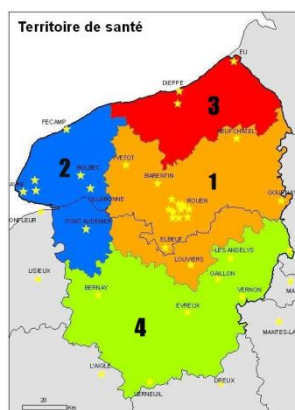 Territoire de santé
EU
DIEPPE
3
FECAMP
NEUFCHATEL
2
YVETOT
BOLBEC
1
BARENTIN
LILLEBONNE
ROUEN
GOURNAY
HONFLEUR
PONT-AUDEMER
ELBEUF
LES ANDELYS
LOUVIERS
LISIEUX
GAILLON
BERNAY
VERNON
EVREUX
4
MANTES-LA
L'AIGLE
VERNEUIL
DREUX
20
Km